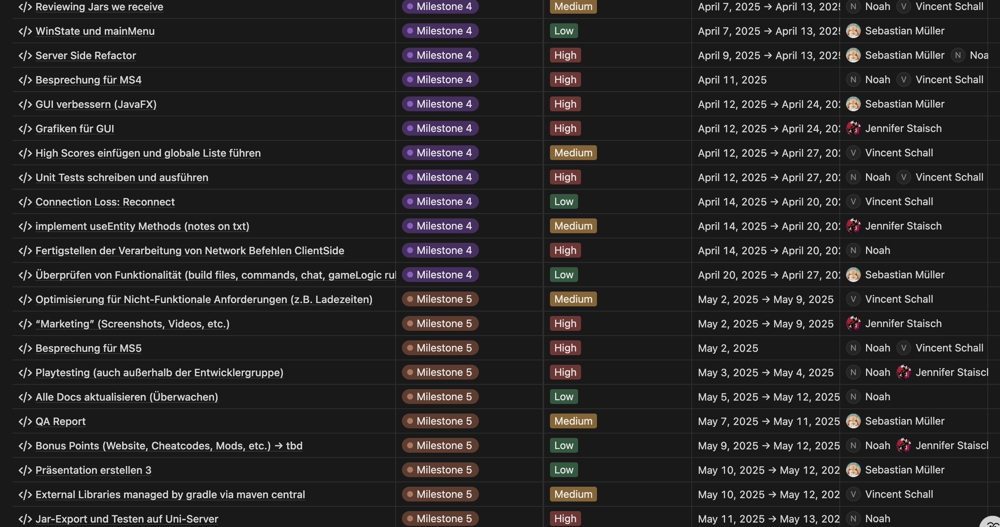 </> Reviewing Jars we receive Milestone 4 Medium April 7, 2025 → April 13, 2025 N Noah V Vincent Schall
</> WinState und mainMenu Milestone 4 Low April 7, 2025 → April 13, 2025 Sebastian Müller
</> Server Side Refactor Milestone 4 High April 9, 2025 → April 13, 2025 Sebastian Müller N Noa
</> Besprechung für MS4 Milestone 4 High April 11, 2025 N Noah V Vincent Schall
</> GUI verbessern (JavaFX) Milestone 4 High April 12, 2025 → April 24, 202 Sebastian Müller
</> Grafiken für GUI Milestone 4 High April 12, 2025 → April 24, 202 Jennifer Staisch
</> High Scores einfügen und globale Liste führen Milestone 4 Medium April 12, 2025 → April 27, 202 V Vincent Schall
</> Unit Tests schreiben und ausführen Milestone 4 High April 12, 2025 → April 27, 202 N Noah V Vincent Schall
</> Connection Loss: Reconnect Milestone 4 Low April 14, 2025 → April 20, 202 V Vincent Schall
</> implement useEntity Methods (notes on txt) Milestone 4 Medium April 14, 2025 → April 20, 202 Jennifer Staisch
</> Fertigstellen der Verarbeitung von Network Befehlen ClientSide Milestone 4 High April 14, 2025 → April 20, 202 N Noah
</> Überprüfen von Funktionalität (build files, commands, chat, gameLogic rul Milestone 4 Low April 20, 2025 → April 27, 202 Sebastian Müller
</> Optimisierung für Nicht-Funktionale Anforderungen (z.B. Ladezeiten) Milestone 5 Medium May 2, 2025 → May 9, 2025 V Vincent Schall
</> “Marketing” (Screenshots, Videos, etc.) Milestone 5 High May 2, 2025 → May 9, 2025 Jennifer Staisch
</> Besprechung für MS5 Milestone 5 High May 2, 2025 N Noah V Vincent Schall
</> Playtesting (auch außerhalb der Entwicklergruppe) Milestone 5 High May 3, 2025 → May 4, 2025 N Noah Jennifer Staisch
</> Alle Docs aktualisieren (Überwachen) Milestone 5 Low May 5, 2025 → May 12, 2025 N Noah
</> QA Report Milestone 5 Medium May 7, 2025 → May 11, 2025 Sebastian Müller
</> Bonus Points (Website, Cheatcodes, Mods, etc.) → tbd Milestone 5 Low May 9, 2025 → May 12, 2025 N Noah Jennifer Staisch
</> Präsentation erstellen 3 Milestone 5 Low May 10, 2025 → May 12, 202 Sebastian Müller
</> External Libraries managed by gradle via maven central Milestone 5 Medium May 10, 2025 → May 12, 202 V Vincent Schall
</> Jar-Export und Testen auf Uni-Server Milestone 5 High May 11, 2025 → May 13, 202 N Noah